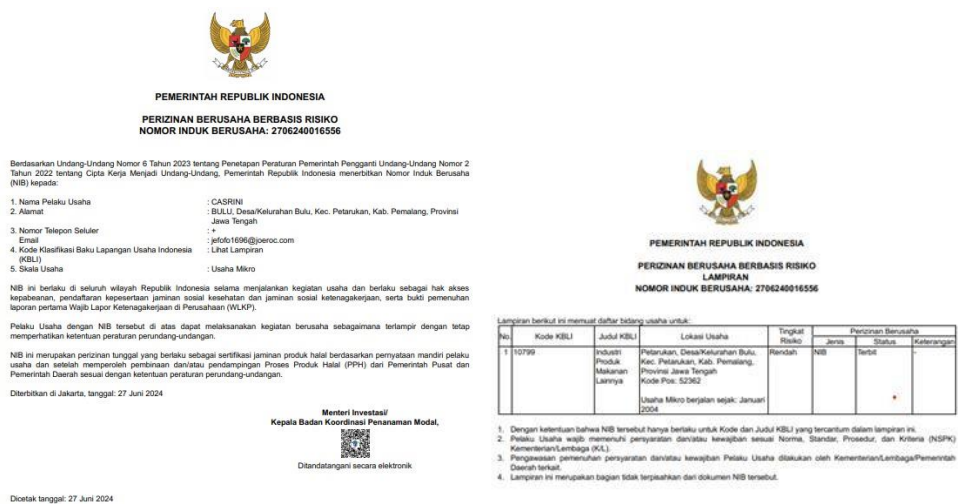 PEMERINTAH REPUBLIK INDONESIA
PERIZINAN BERUSAHA BERBASIS RISIKO
NOMOR INDUK BERUSAHA: 2706240016556
Berdasarkan Undang-Undang Nomor 6 Tahun 2023 tentang Penetapan Peraturan Pemerintah Pengganti Undang-Undang Nomor 2
Tahun 2022 tentang Cipta Kerja Menjadi Undang-Undang, Pemerintah Republik Indonesia menerbitkan Nomor Induk Berusaha
(NIB) kepada:
1. Nama Pelaku Usaha : CASRINI
2. Alamat : BULU, Desa/Kelurahan Bulu, Kec. Petarukan, Kab. Pemalang, Provinsi
Jawa Tengah
3. Nomor Telepon Seluler : +
Email : jefofo1696@joeroc.com
4. Kode Klasifikasi Baku Lapangan Usaha Indonesia : Lihat Lampiran
(KBLI)
5. Skala Usaha : Usaha Mikro
NIB ini berlaku di seluruh wilayah Republik Indonesia selama menjalankan kegiatan usaha dan berlaku sebagai hak akses
kepabeanan, pendaftaran kepesertaan jaminan sosial kesehatan dan jaminan sosial ketenagakerjaan, serta bukti pemenuhan
laporan pertama Wajib Lapor Ketenagakerjaan di Perusahaan (WLKP).
Pelaku Usaha dengan NIB tersebut di atas dapat melaksanakan kegiatan berusaha sebagaimana terlampir dengan tetap
memperhatikan ketentuan peraturan perundang-undangan.
NIB ini merupakan perizinan tunggal yang berlaku sebagai sertifikasi jaminan produk halal berdasarkan pernyataan mandiri pelaku
usaha dan setelah memperoleh pembinaan dan/atau pendampingan Proses Produk Halal (PPH) dari Pemerintah Pusat dan
Pemerintah Daerah sesuai dengan ketentuan peraturan perundang-undangan.
Diterbitkan di Jakarta, tanggal: 27 Juni 2024
Menteri Investasi/
Kepala Badan Koordinasi Penanaman Modal,
Ditandatangani secara elektronik
Dicetak tanggal: 27 Juni 2024
PEMERINTAH REPUBLIK INDONESIA
PERIZINAN BERUSAHA BERBASIS RISIKO
LAMPIRAN
NOMOR INDUK BERUSAHA: 2706240016556
Lampiran berikut ini memuat daftar bidang usaha untuk:
No. Kode KBLI Judul KBLI Lokasi Usaha Tingkat Risiko Perizinan Berusaha
Jenis Status Keterangan
1 10799 Industri Petarukan, Desa/Kelurahan Bulu, Rendah NIB Terbit -
Produk Kec. Petarukan, Kab. Pemalang,
Makanan Provinsi Jawa Tengah
Lainnya Kode Pos: 52362
Usaha Mikro berjalan sejak: Januari
2004
1. Dengan ketentuan bahwa NIB tersebut hanya berlaku untuk Kode dan Judul KBLI yang tercantum dalam lampiran ini.
2. Pelaku Usaha wajib memenuhi persyaratan dan/atau kewajiban sesuai Norma, Standar, Prosedur, dan Kriteria (NSPK)
Kementerian/Lembaga (K/L).
3. Pengawasan pemenuhan persyaratan dan/atau kewajiban Pelaku Usaha dilakukan oleh Kementerian/Lembaga/Pemerintah
Daerah terkait.
4. Lampiran ini merupakan bagian tidak terpisahkan dari dokumen NIB tersebut.